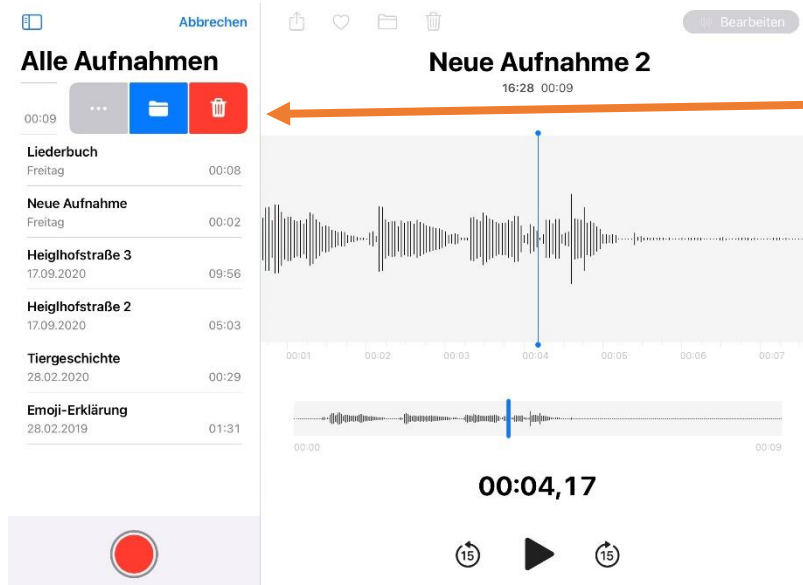 Abbrechen
Alle Aufnahmen
00:09
Liederbuch
Freitag 00:08
Neue Aufnahme
Freitag 00:02
Heiglhofstraße 3
17.09.2020 09:56
Heiglhofstraße 2
17.09.2020 05:03
Tiergeschichte
28.02.2020 00:29
Emoji-Erklärung
28.02.2019 01:31
Bearbeiten
Neue Aufnahme 2
16:28 00:09
00:01 00:02 00:03 00:04 00:05 00:06 00:07
00:00 00:09
00:04,17
15 15